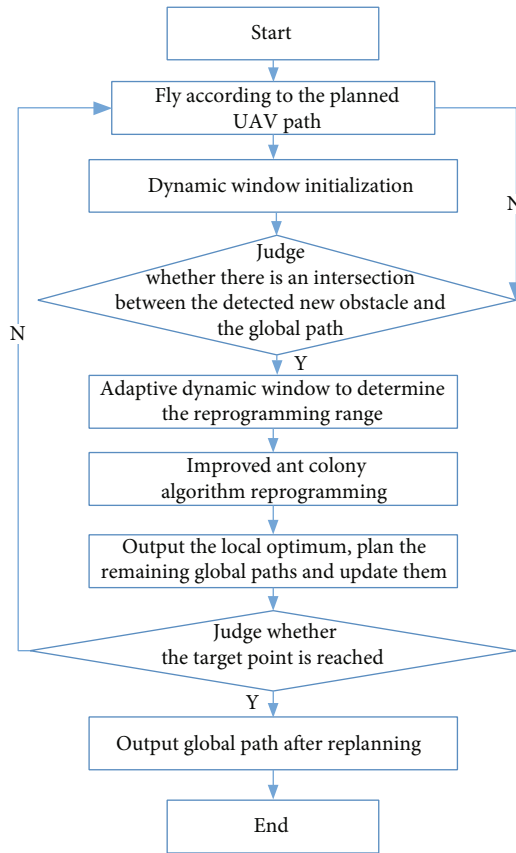 Start
Fly according to the planned
UAV path
Dynamic window initialization
N
Judge
whether there is an intersection
between the detected new obstacle and
the global path
N
Y
Adaptive dynamic window to determine
the reprogramming range
Improved ant colony
algorithm reprogramming
Output the local optimum, plan the
remaining global paths and update them
Judge whether
the target point is reached
Y
Output global path after replanning
End